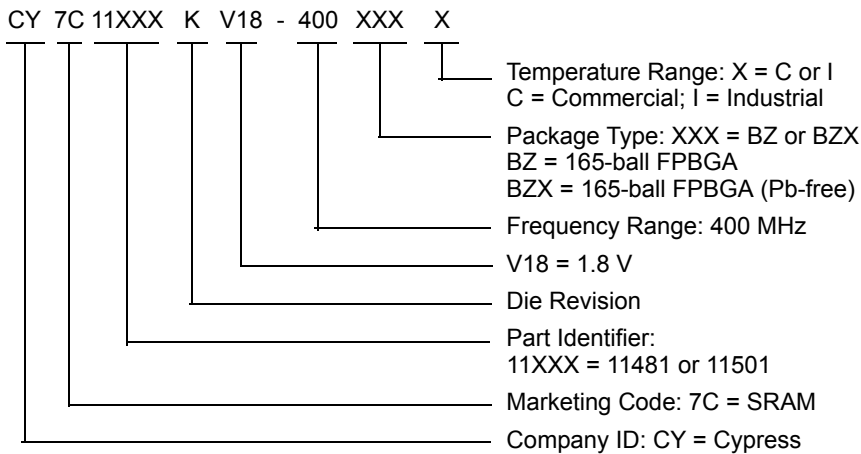 CY 7C 11XXX K V18 - 400 XXX X
Temperature Range: X = C or I
C = Commercial; I = Industrial
Package Type: XXX = BZ or BZX
BZ = 165-ball FPBGA
BZX = 165-ball FPBGA (Pb-free)
Frequency Range: 400 MHz
V18 = 1.8 V
Die Revision
Part Identifier:
11XXX = 11481 or 11501
Marketing Code: 7C = SRAM
Company ID: CY = Cypress